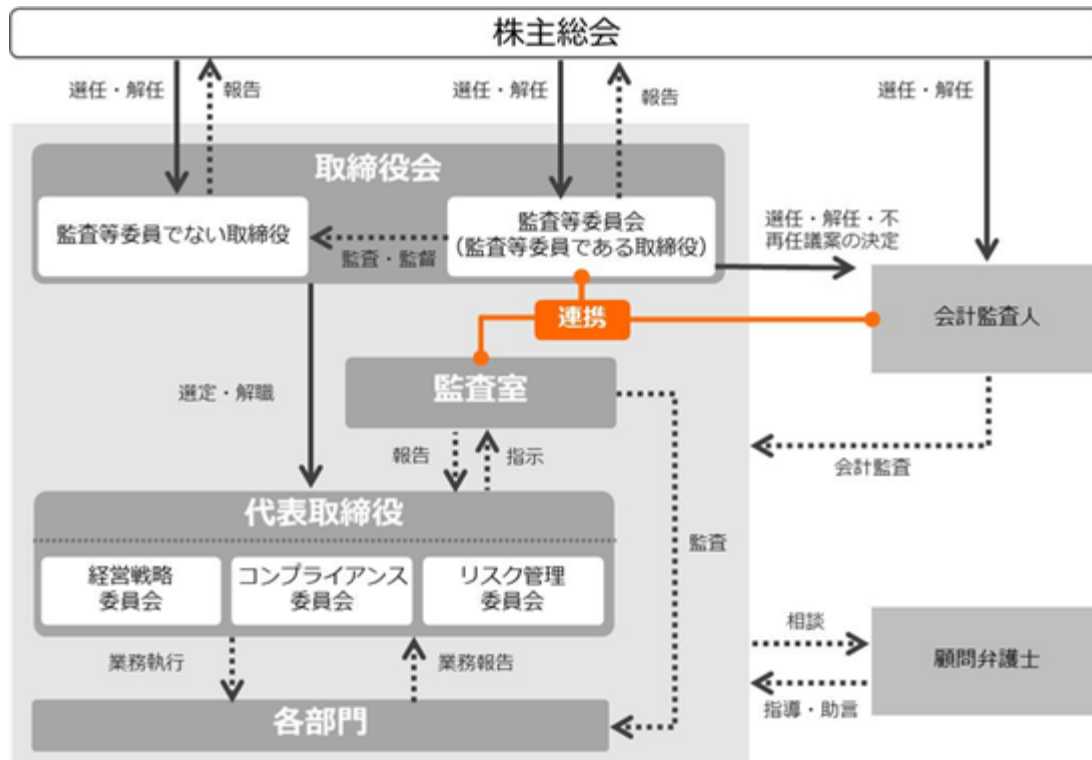 株主総会
選任・解任
報告
選任・解任
報告
選任・解任
取締役会
監査等委員でない取締役
監査・監督
監査等委員会
（監査等委員である取締役）
選任・解任・不
再任議案の決定
連携
会計監査人
監査室
選定・解職
報告
指示
会計監査
代表取締役
監査
経営戦略
委員会
コンプライアンス
委員会
リスク管理
委員会
相談
顧問弁護士
業務執行
業務報告
指導・助言
各部門